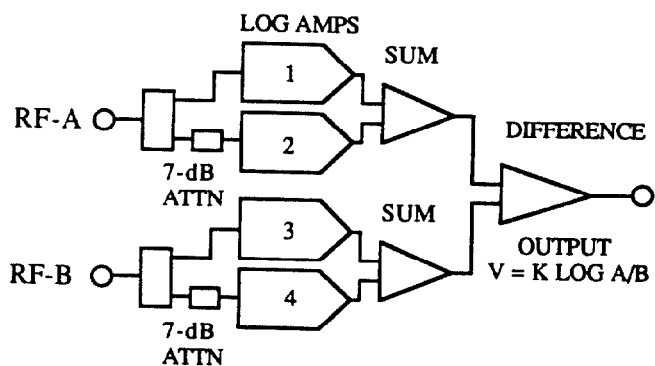 LOG AMPS
1
SUM
RF-A
2
7-dB
ATTN
DIFFERENCE
3
SUM
RF-B
4
7-dB
ATTN
OUTPUT
V = K LOG A/B